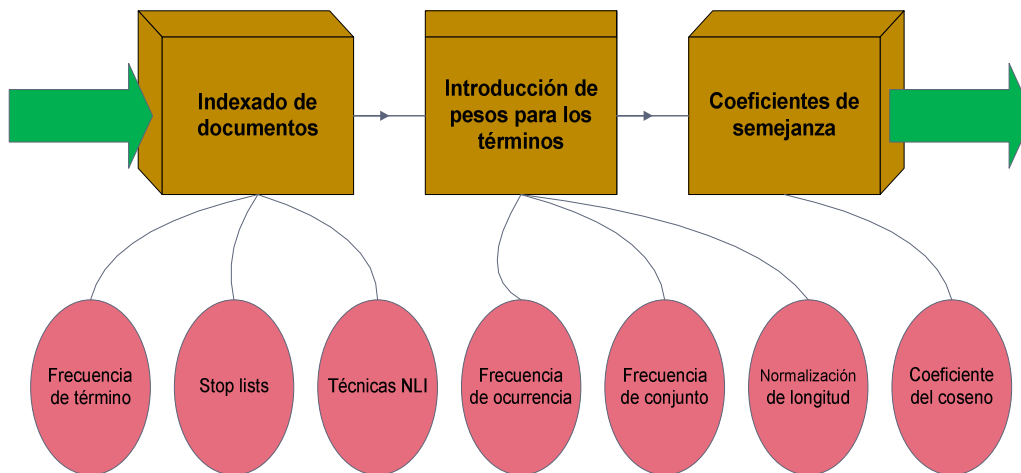 Indexado de
documentos
Introducción de
pesos para los
términos
Coeficientes de
semejanza
Frecuencia
de término
Stop lists
Técnicas NLI
Frecuencia
de ocurrencia
Frecuencia
de conjunto
Normalización
de longitud
Coeficiente
del coseno